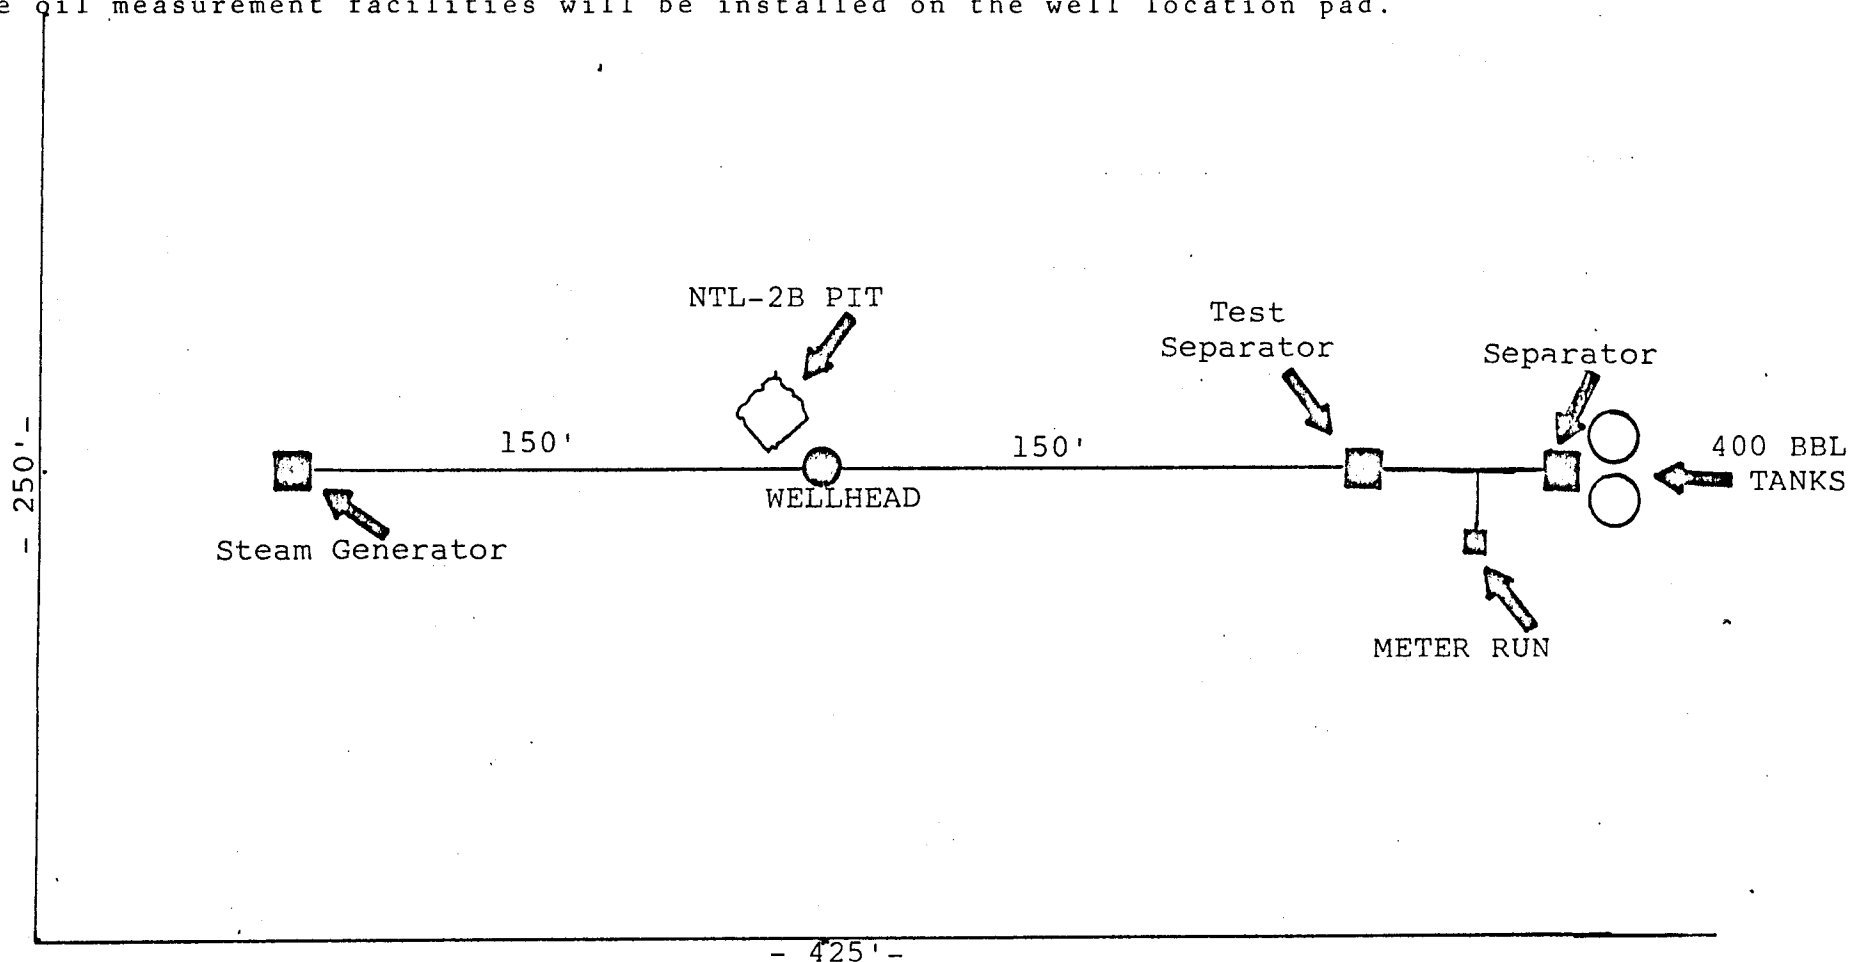 e oil measurement facilities will be installed on the well location pad.
NTL-2B PIT
Test
Separator
Separator
150'
150'
400 BBL
TANKS
WELLHEAD
- 250'-
Steam Generator
METER RUN
- 425'-